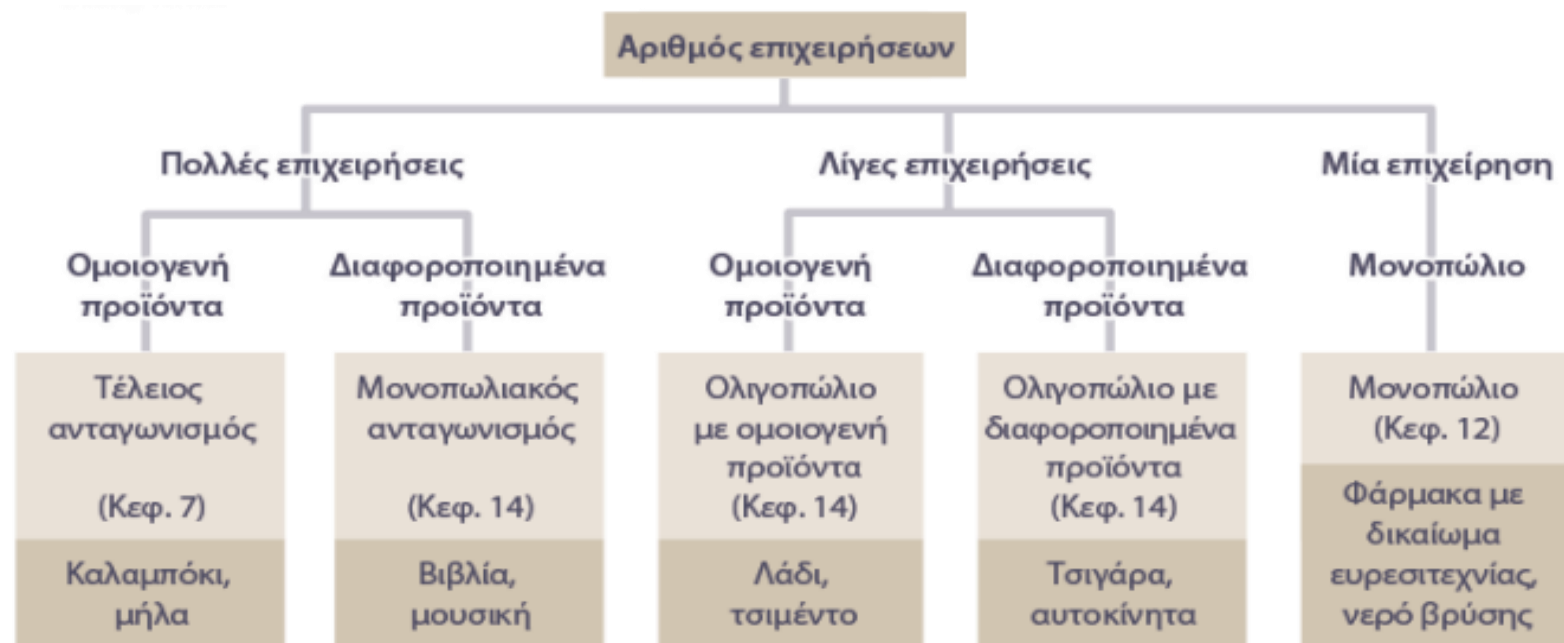 Αριθμός επιχειρήσεων
Πολλές επιχειρήσεις
Λίγες επιχειρήσεις
Μία επιχείρηση
Ομοιογενή
προϊόντα
Διαφοροποιημένα
προϊόντα
Ομοιογενή
προϊόντα
Διαφοροποιημένα
προϊόντα
Μονοπώλιο
Τέλειος
ανταγωνισμός
(Κεφ. 7)
Καλαμπόκι,
μήλα
Μονοπωλιακός
ανταγωνισμός
(Κεφ. 14)
Βιβλία,
μουσική
Ολιγοπώλιο
με ομοιογενή
προϊόντα
(Κεφ. 14)
Λάδι,
τσιμέντο
Ολιγοπώλιο με
διαφοροποιημένα
προϊόντα
(Κεφ. 14)
Τσιγάρα,
αυτοκίνητα
Μονοπώλιο
(Κεφ. 12)
Φάρμακα με
δικαίωμα
ευρεσιτεχνίας,
νερό βρύσης